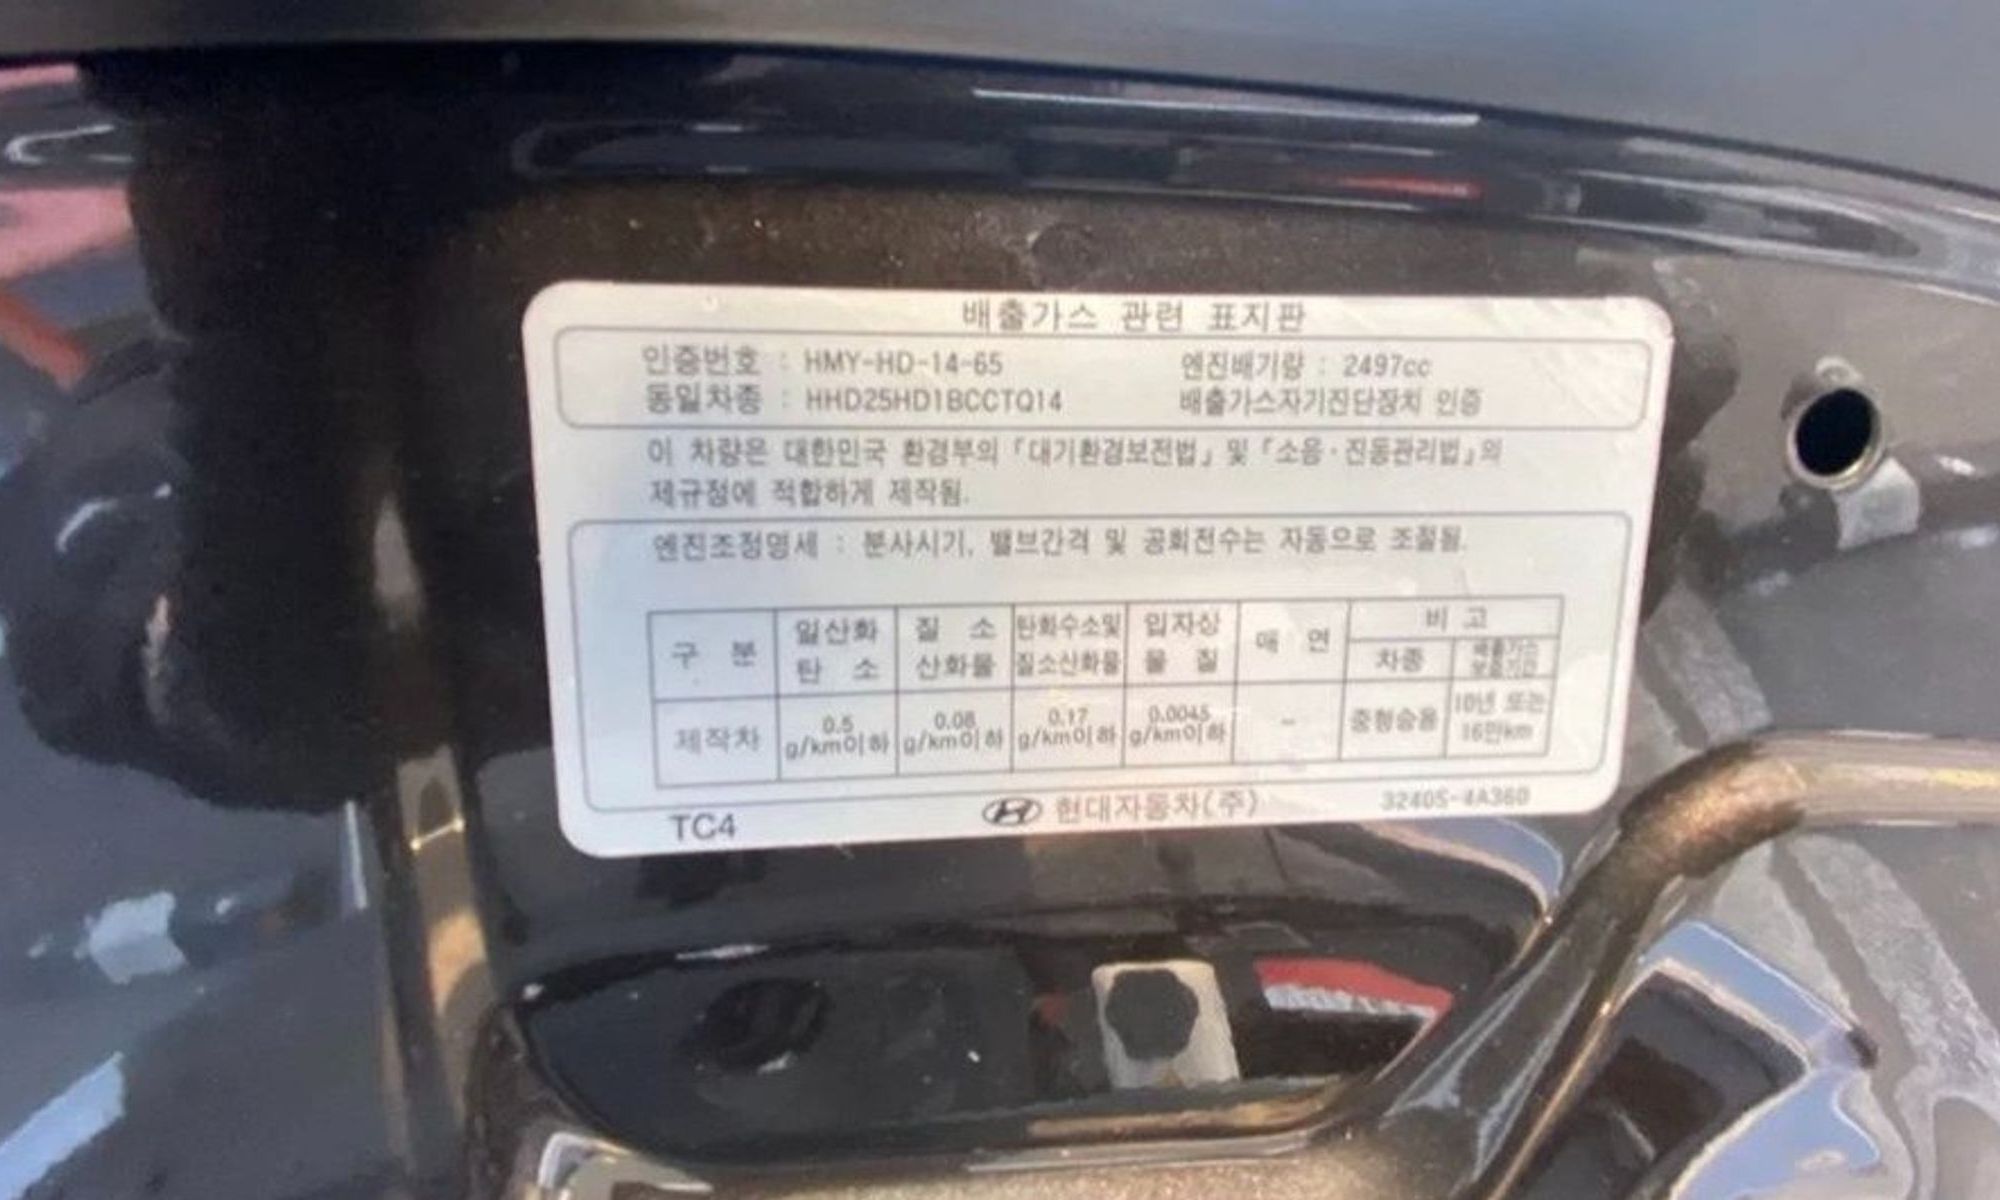 배출가스 관련 표지판
인증번호 : HMY-HD-14-65 엔진배기량 : 2497cc
동일차종 : HHD25HD1BCCTQ14 배출가스자기진단장치 인증
이 차량은 대한민국 환경부의 「대기환경보전법」 및 「소음·진동관리법」의
제규정에 적합하게 제작됨.
엔진조정명세 : 분사시기, 밸브간격 및 공회전수는 자동으로 조절됨.
구 분 일산화 탄 소 질 소 산화물 탄화수소및 질소산화물 입자상 물 질 매 연 비 고
차종 배출가스 보증기간
제작차 0.5 g/km이하 0.08 g/km이하 0.17 g/km이하 0.0045 g/km이하 - 중형승용 10년 또는 16만km
TC4 현대자동차(주) 32405-4A360